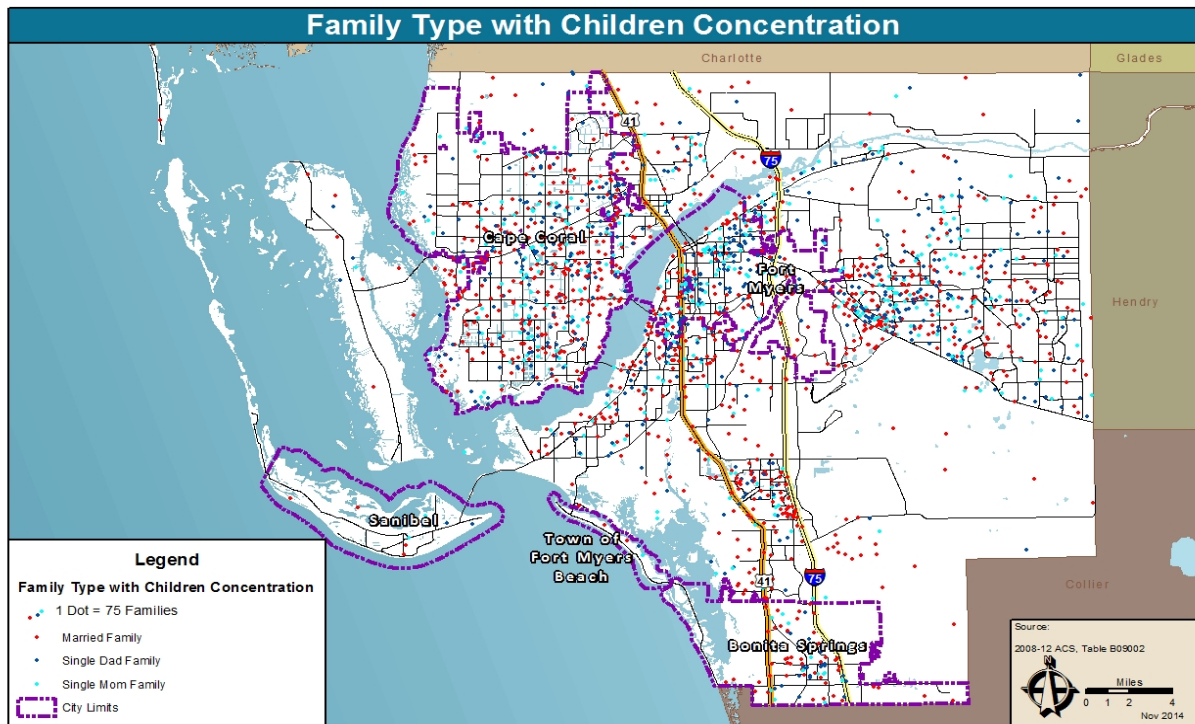 Family Type with Children Concentration
Charlotte
Glades
41
75
Cape Coral
Fort
Myers
Hendry
Sanibel
Town of
Fort Myers
Beach
41
75
Collier
Bonita Springs
Legend
Family Type with Children Concentration
1 Dot = 75 Families
Married Family
Single Dad Family
Single Mom Family
City Limits
Source:
2008-12 ACS, Table B09002
N
Miles
0 1 2 4
Nov 2014